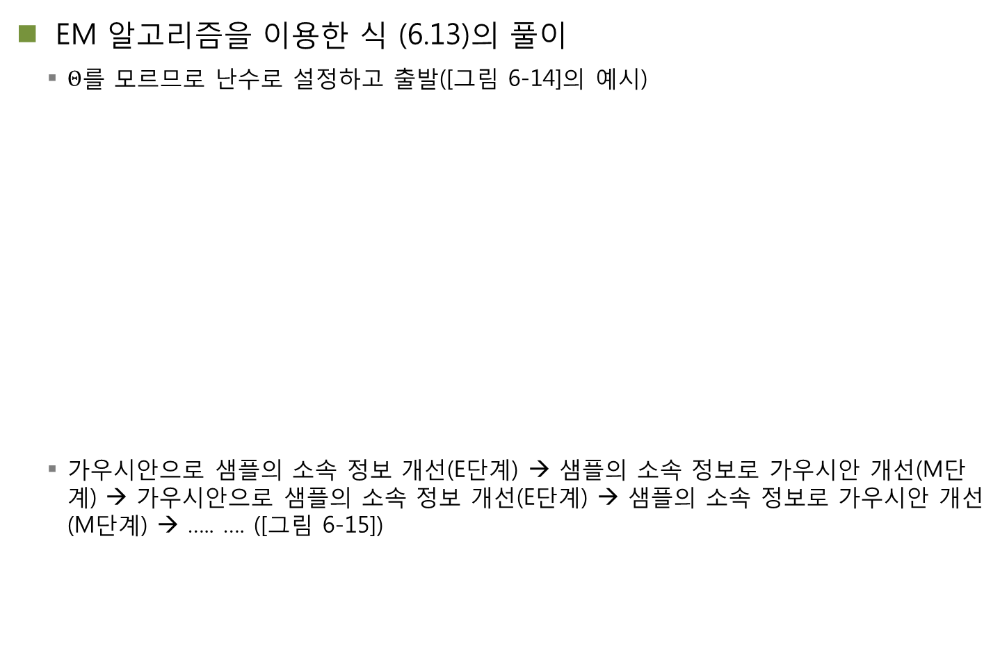 EM 알고리즘을 이용한 식 (6.13)의 풀이
Θ를 모르므로 난수로 설정하고 출발([그림 6-14]의 예시)
가우시안으로 샘플의 소속 정보 개선(E단계) → 샘플의 소속 정보로 가우시안 개선(M단
계) → 가우시안으로 샘플의 소속 정보 개선(E단계) → 샘플의 소속 정보로 가우시안 개선
(M단계) → ….. …. ([그림 6-15])